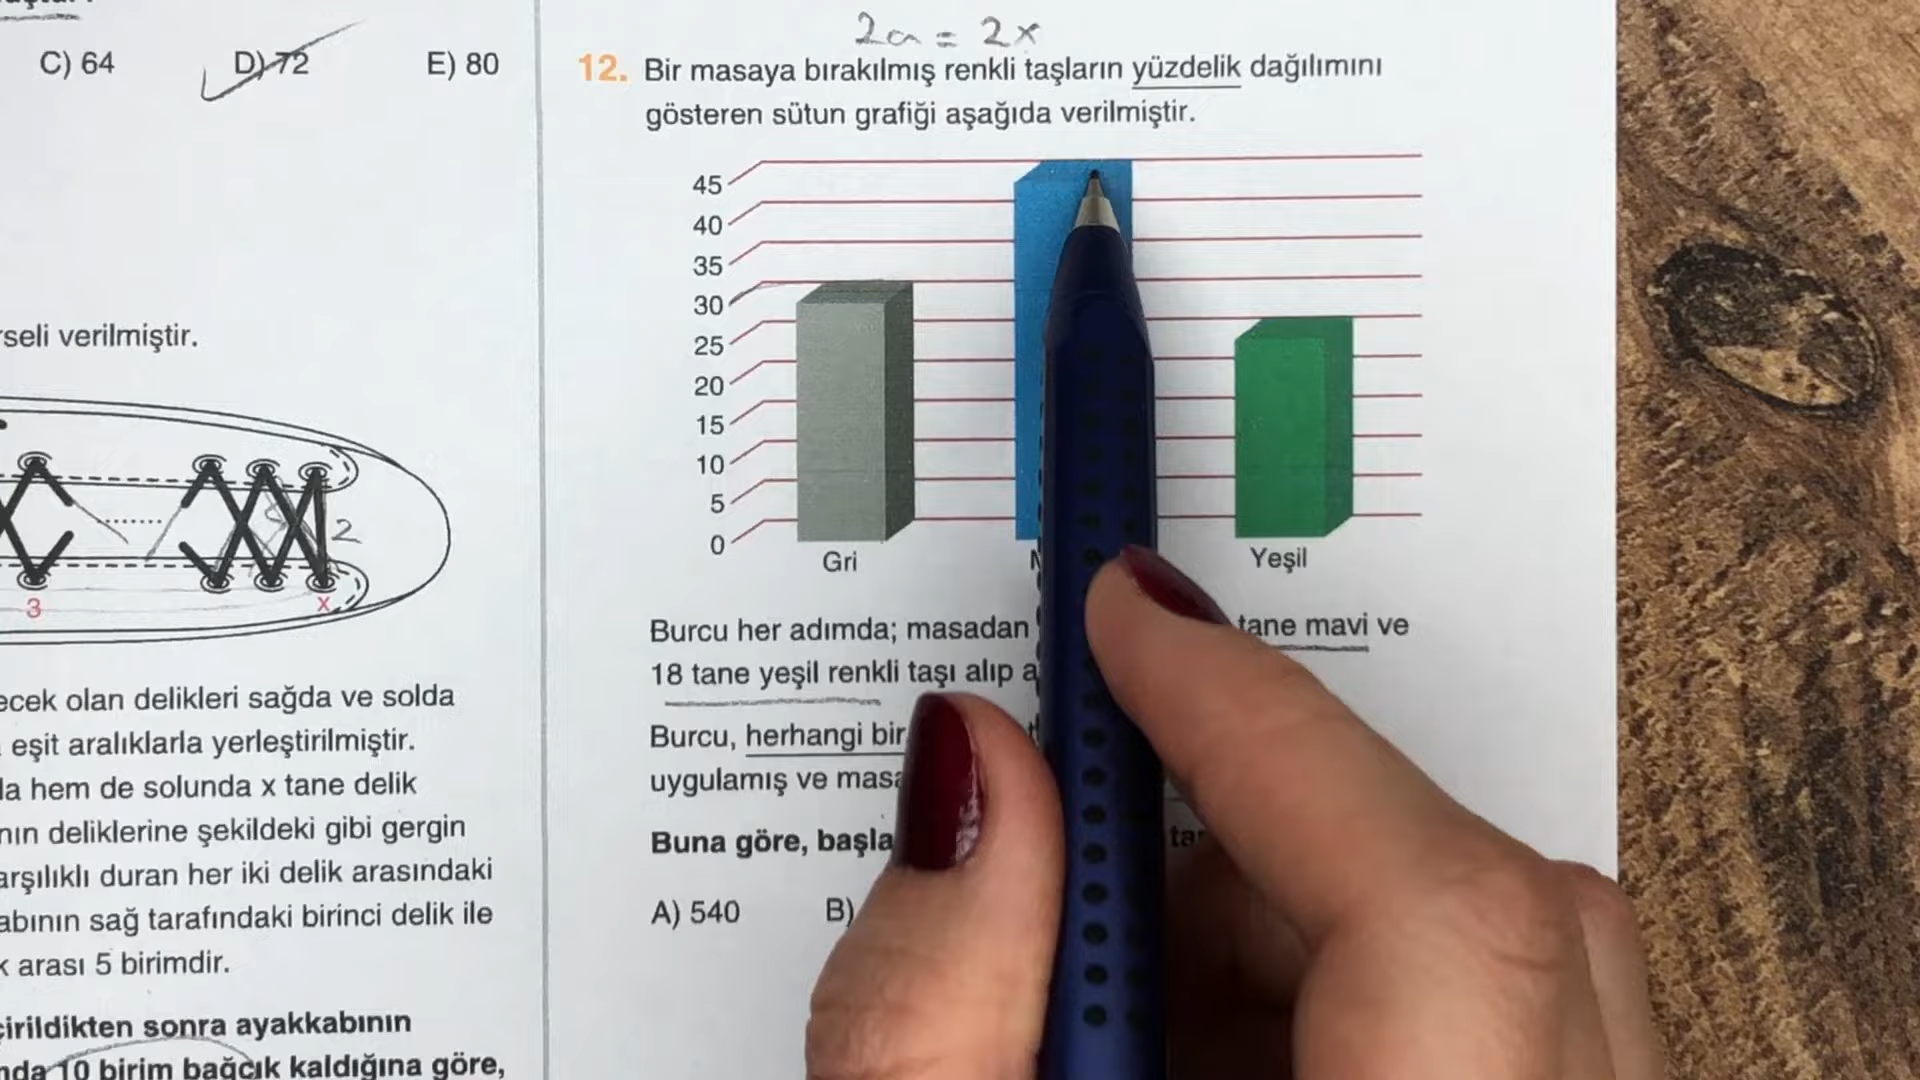 C) 64
D) 72
E) 80
rseli verilmiştir.
2
3
x
ecek olan delikleri sağda ve solda
eşit aralıklarla yerleştirilmiştir.
la hem de solunda x tane delik
nın deliklerine şekildeki gibi gergin
arşılıklı duran her iki delik arasındaki
abının sağ tarafındaki birinci delik ile
k arası 5 birimdir.
çirildikten sonra ayakkabının
nda 10 birim bağcık kaldığına göre,
2a = 2x
12. Bir masaya bırakılmış renkli taşların yüzdelik dağılımını
gösteren sütun grafiği aşağıda verilmiştir.
45
40
35
30
25
20
15
10
5
0
Gri
Yeşil
Burcu her adımda; masadan tane mavi ve
18 tane yeşil renkli taşı alıp a
Burcu, herhangi bir
uygulamış ve masa
Buna göre, başla
A) 540
B)